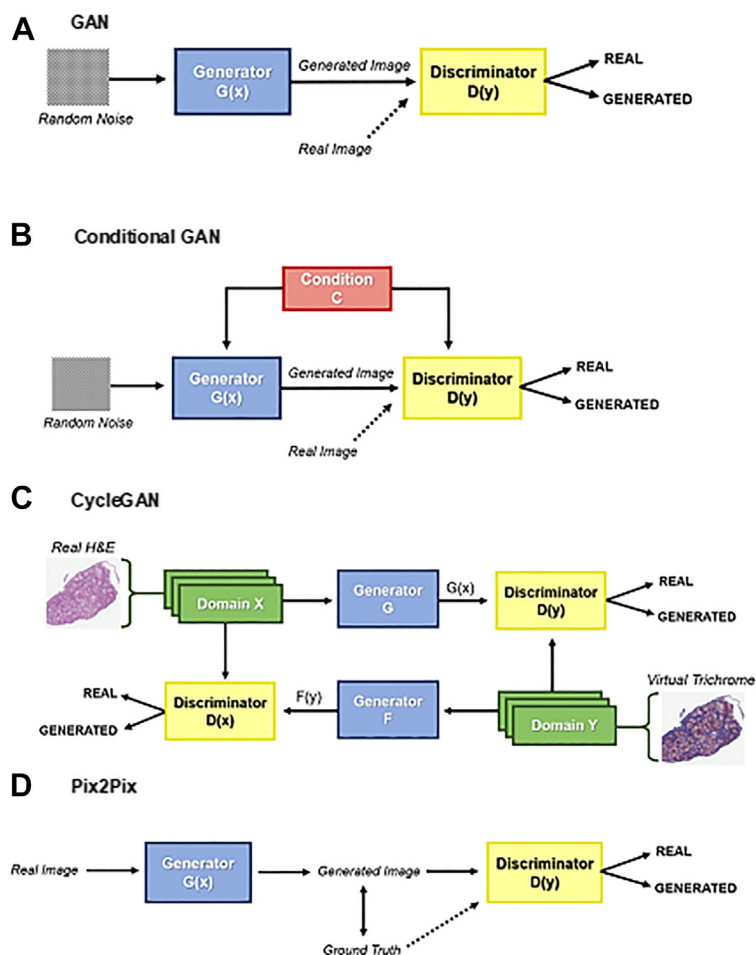 A GAN
Random Noise
Generator
G(x)
Generated Image
Real Image
Discriminator
D(y)
REAL
GENERATED
B Conditional GAN
Condition
C
Random Noise
Generator
G(x)
Generated Image
Real Image
Discriminator
D(y)
REAL
GENERATED
C CycleGAN
Real H&E
Domain X
Generator
G
G(x)
Discriminator
D(y)
REAL
GENERATED
REAL
GENERATED
Discriminator
D(x)
F(y)
Generator
F
Domain Y
Virtual Trichrome
D Pix2Pix
Real Image
Generator
G(x)
Generated Image
Ground Truth
Discriminator
D(y)
REAL
GENERATED